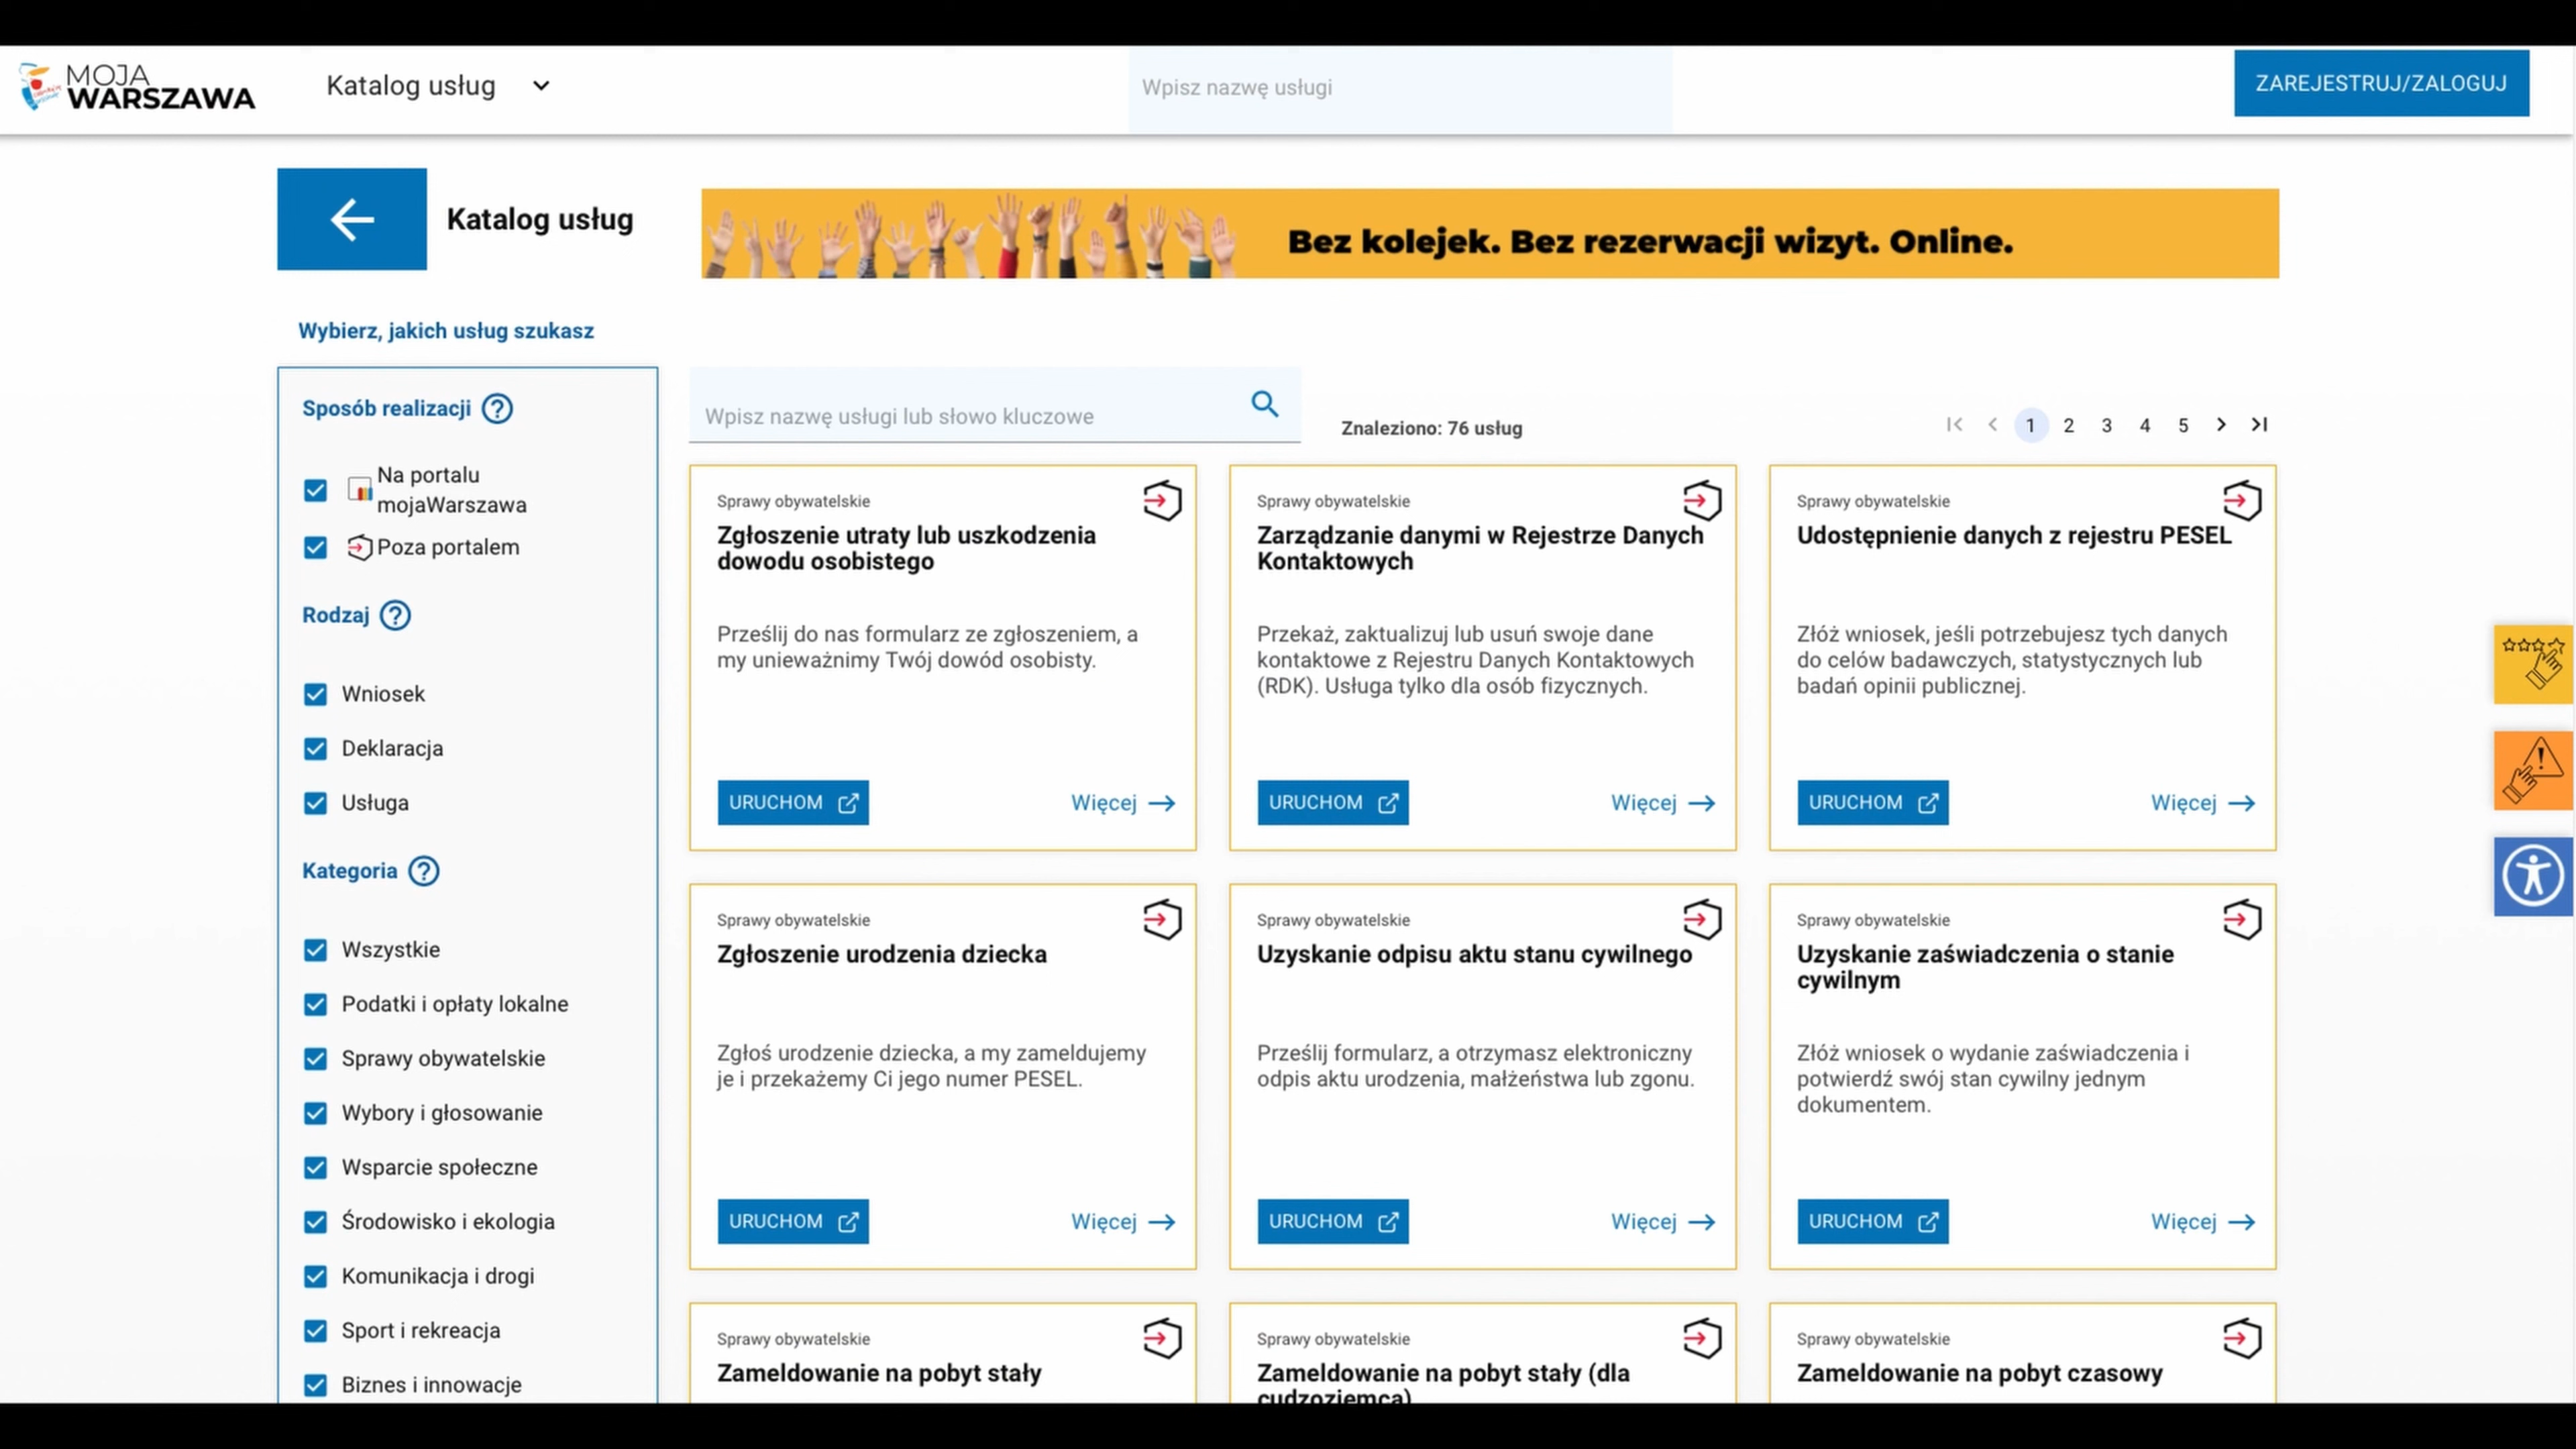 MOJA
WARSZAWA
Katalog usług
Wpisz nazwę usługi
ZAREJESTRUJ/ZALOGUJ
Katalog usług
Bez kolejek. Bez rezerwacji wizyt. Online.
Wybierz, jakich usług szukasz
Sposób realizacji ?
Na portalu
mojaWarszawa
Poza portalem
Rodzaj ?
Wniosek
Deklaracja
Usługa
Kategoria ?
Wszystkie
Podatki i opłaty lokalne
Sprawy obywatelskie
Wybory i głosowanie
Wsparcie społeczne
Środowisko i ekologia
Komunikacja i drogi
Sport i rekreacja
Biznes i innowacje
Wpisz nazwę usługi lub słowo kluczowe
Znaleziono: 76 usług
1 2 3 4 5
Sprawy obywatelskie
Zgłoszenie utraty lub uszkodzenia
dowodu osobistego
Prześlij do nas formularz ze zgłoszeniem, a
my unieważnimy Twój dowód osobisty.
URUCHOM
Więcej
Sprawy obywatelskie
Zarządzanie danymi w Rejestrze Danych
Kontaktowych
Przekaż, zaktualizuj lub usuń swoje dane
kontaktowe z Rejestru Danych Kontaktowych
(RDK). Usługa tylko dla osób fizycznych.
URUCHOM
Więcej
Sprawy obywatelskie
Udostępnienie danych z rejestru PESEL
Złóż wniosek, jeśli potrzebujesz tych danych
do celów badawczych, statystycznych lub
badań opinii publicznej.
URUCHOM
Więcej
Sprawy obywatelskie
Zgłoszenie urodzenia dziecka
Zgłoś urodzenie dziecka, a my zameldujemy
je i przekażemy Ci jego numer PESEL.
URUCHOM
Więcej
Sprawy obywatelskie
Uzyskanie odpisu aktu stanu cywilnego
Prześlij formularz, a otrzymasz elektroniczny
odpis aktu urodzenia, małżeństwa lub zgonu.
URUCHOM
Więcej
Sprawy obywatelskie
Uzyskanie zaświadczenia o stanie
cywilnym
Złóż wniosek o wydanie zaświadczenia i
potwierdź swój stan cywilny jednym
dokumentem.
URUCHOM
Więcej
Sprawy obywatelskie
Zameldowanie na pobyt stały
Sprawy obywatelskie
Zameldowanie na pobyt stały (dla
cudzoziemca)
Sprawy obywatelskie
Zameldowanie na pobyt czasowy